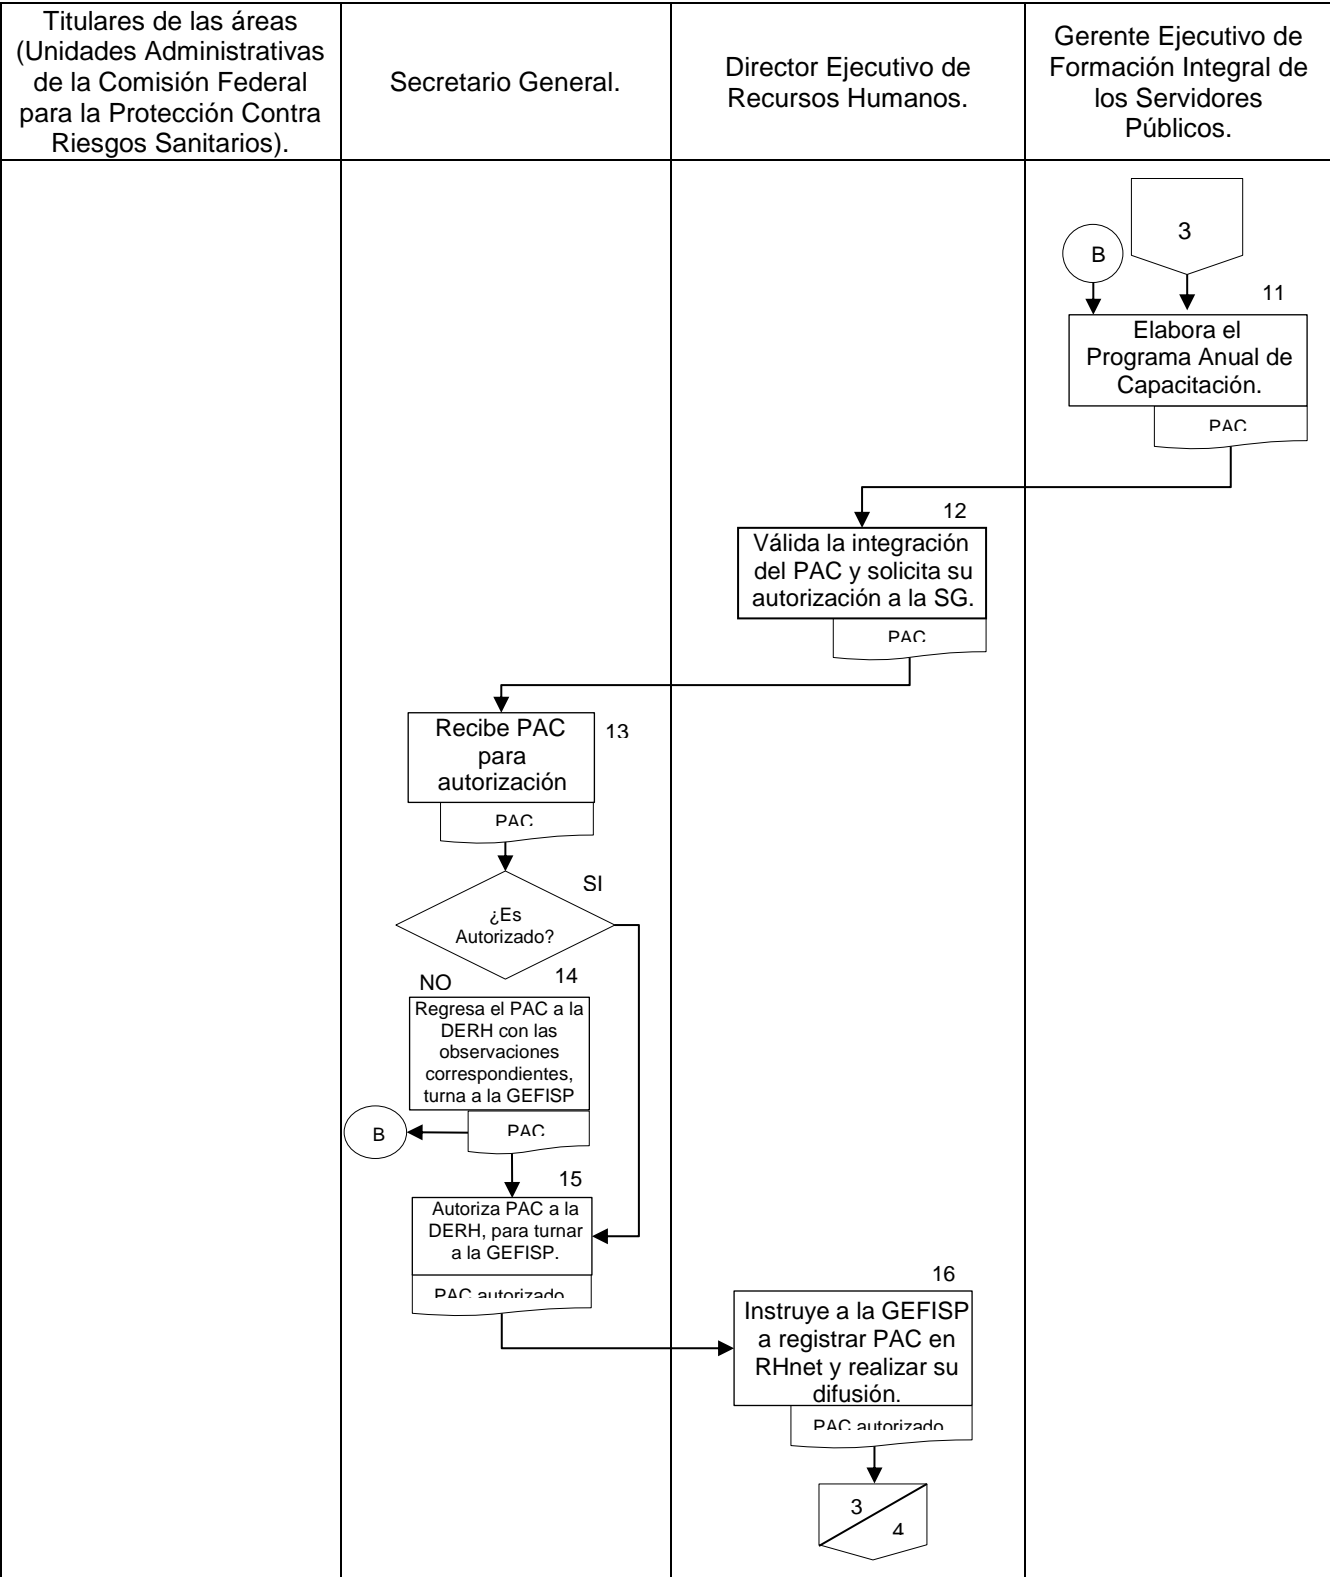 Titulares de las áreas
(Unidades Administrativas
de la Comisión Federal
para la Protección Contra
Riesgos Sanitarios).
Secretario General.
Director Ejecutivo de
Recursos Humanos.
Gerente Ejecutivo de
Formación Integral de
los Servidores
Públicos.
3
B
11
Elabora el
Programa Anual de
Capacitación.
PAC
12
Válida la integración
del PAC y solicita su
autorización a la SG.
PAC
Recibe PAC
para
autorización
13
PAC
SI
¿Es
Autorizado?
NO
14
Regresa el PAC a la
DERH con las
observaciones
correspondientes,
turna a la GEFISP
B
PAC
15
Autoriza PAC a la
DERH, para turnar
a la GEFISP.
PAC autorizado
16
Instruye a la GEFISP
a registrar PAC en
RHnet y realizar su
difusión.
PAC autorizado
3
4